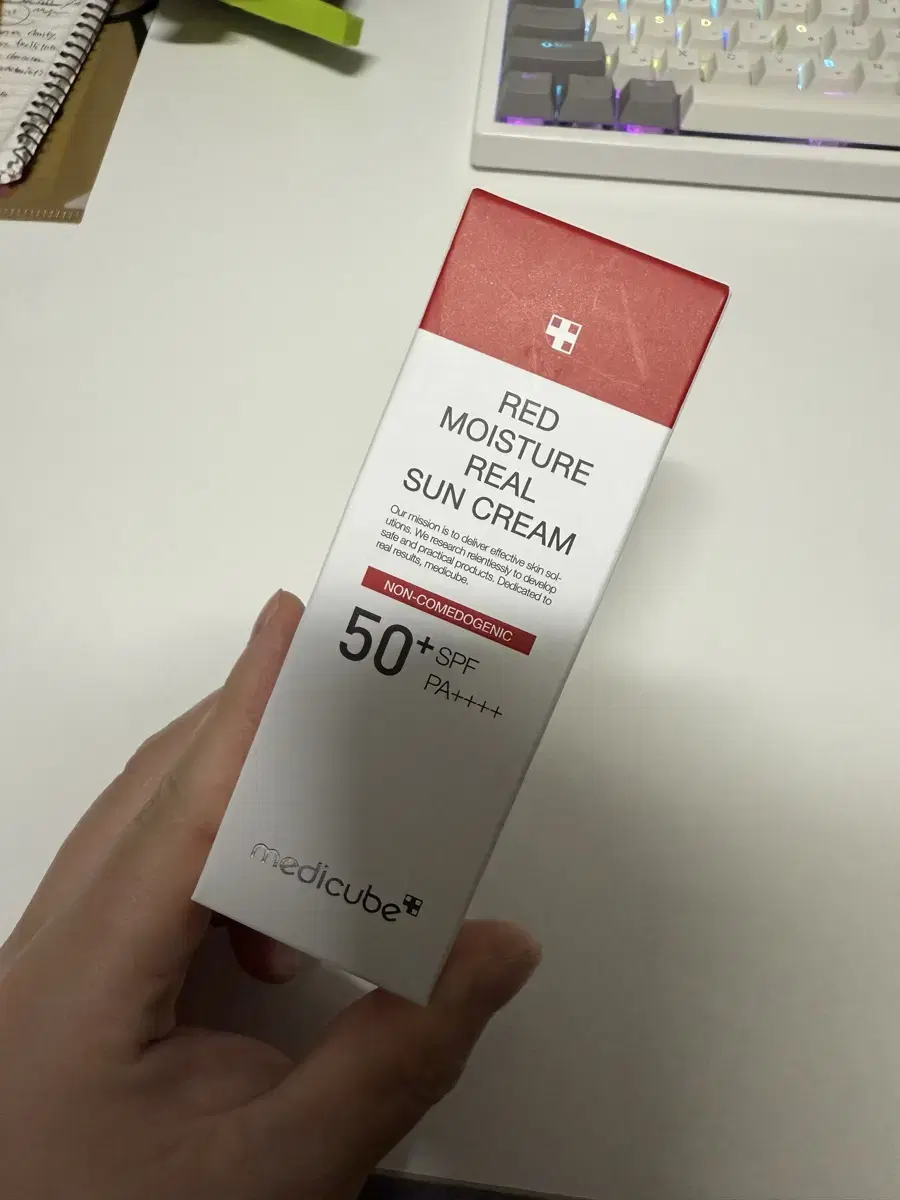 RED
MOISTURE
REAL
SUN CREAM
Our mission is to deliver effective skin sol-
utions. We research relentlessly to develop
safe and practical products. Dedicated to
real results, medicube.
NON-COMEDOGENIC
50+ SPF
PA++++
medicube
A S D
X